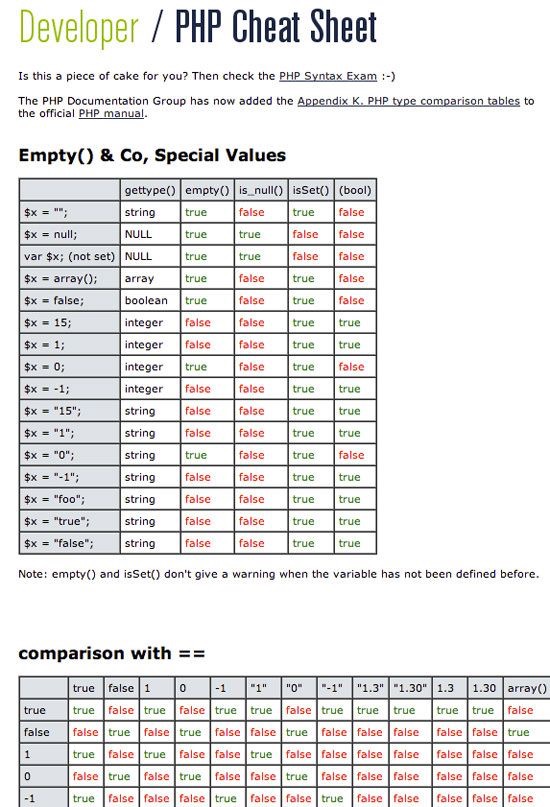 Developer / PHP Cheat Sheet
Is this a piece of cake for you? Then check the PHP Syntax Exam :-)
The PHP Documentation Group has now added the Appendix K. PHP type comparison tables to
the official PHP manual.
Empty() & Co, Special Values
gettype() empty() is_null() isSet() (bool)
$x = ""; string true false true false
$x = null; NULL true true false false
var $x; (not set) NULL true true false false
$x = array(); array true false true false
$x = false; boolean true false true false
$x = 15; integer false false true true
$x = 1; integer false false true true
$x = 0; integer true false true false
$x = -1; integer false false true true
$x = "15"; string false false true true
$x = "1"; string false false true true
$x = "0"; string true false true false
$x = "-1"; string false false true true
$x = "foo"; string false false true true
$x = "true"; string false false true true
$x = "false"; string false false true true
Note: empty() and isSet() don't give a warning when the variable has not been defined before.
comparison with ==
true false 1 0 -1 "1" "0" "-1" "1.3" "1.30" 1.3 1.30 array()
true true false true false true true false true true true true true false
false false true false true false false true false false false false false true
1 true false true false false true false false false false false false false
0 false true false true false false true false false false false false false
-1 true false false false true false false true false false false false false